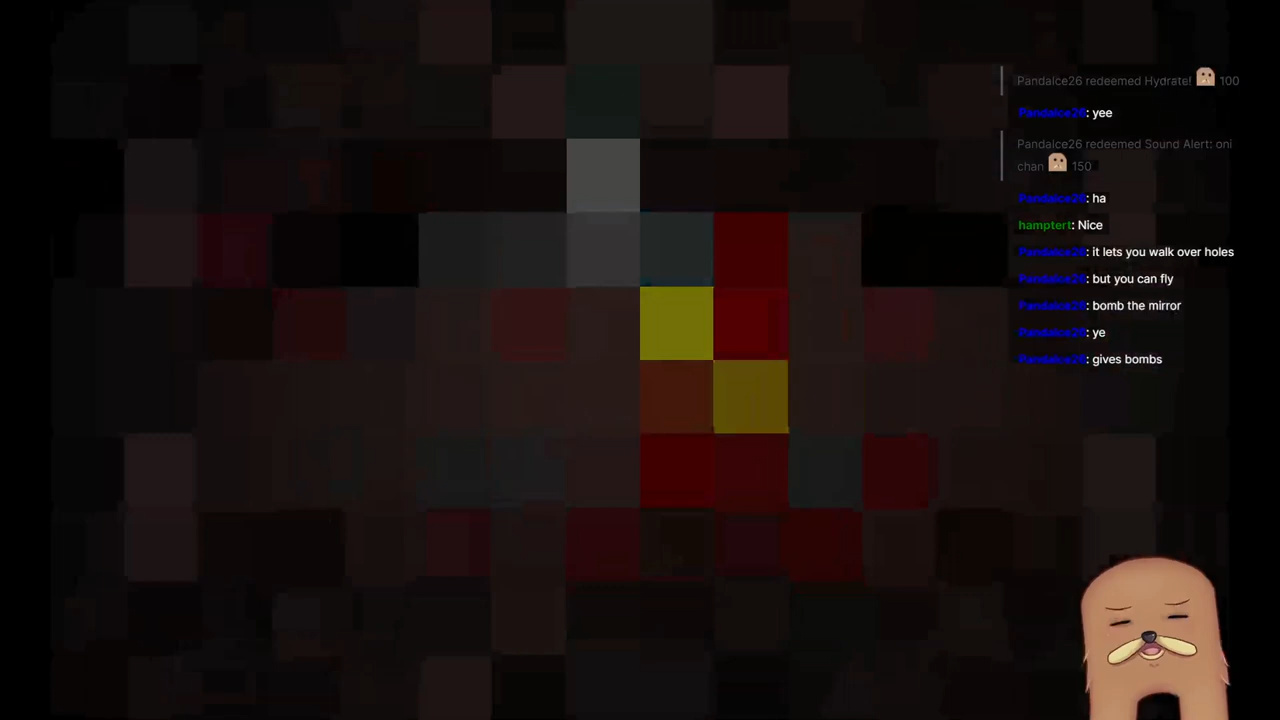 PandaIce26 redeemed Hydrate! 100
PandaIce26: yee
PandaIce26 redeemed Sound Alert: oni
chan 150
PandaIce26: ha
hamptert: Nice
PandaIce26: it lets you walk over holes
PandaIce26: but you can fly
PandaIce26: bomb the mirror
PandaIce26: ye
PandaIce26: gives bombs